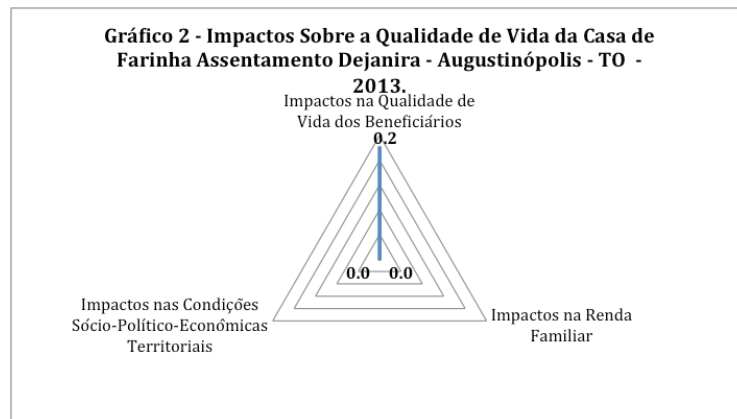 Gráfico 2 - Impactos Sobre a Qualidade de Vida da Casa de
Farinha Assentamento Dejanira - Augustinópolis - TO -
2013.
Impactos na Qualidade de
Vida dos Beneficiários
0.2
0.0
0.0
Impactos nas Condições
Sócio-Político-Econômicas
Territoriais
Impactos na Renda
Familiar